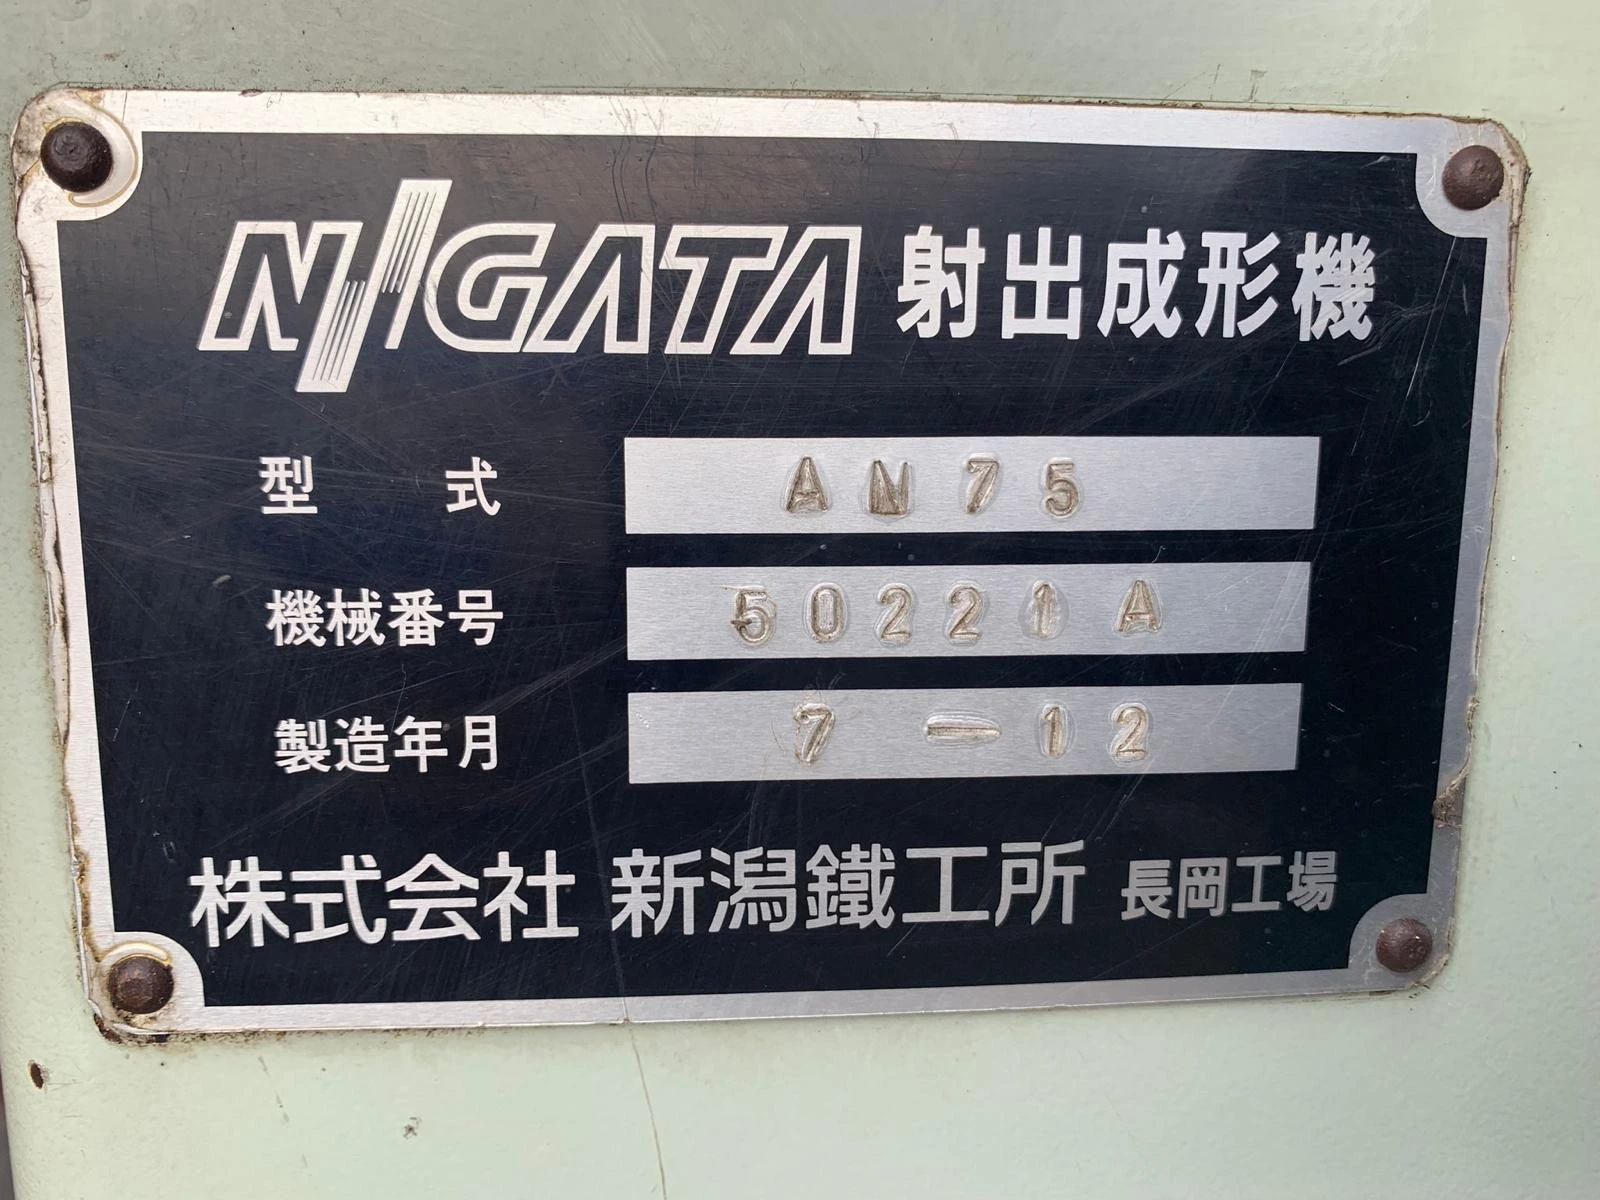 NIIGATA 射出成形機
型式 AN75
機械番号 50221A
製造年月 7-12
株式会社 新潟鐵工所 長岡工場